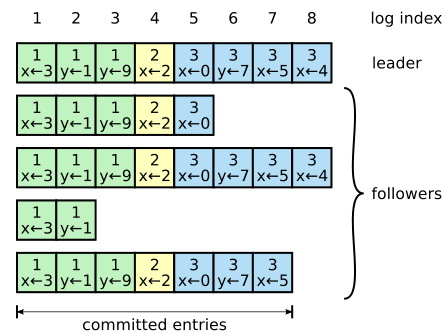 1 2 3 4 5 6 7 8 log index
1 1 1 2 3 3 3 3
x←3 y←1 y←9 x←2 x←0 y←7 x←5 x←4
leader
1 1 1 2 3
x←3 y←1 y←9 x←2 x←0
1 1 1 2 3 3 3 3
x←3 y←1 y←9 x←2 x←0 y←7 x←5 x←4
followers
1 1
x←3 y←1
1 1 1 2 3 3 3
x←3 y←1 y←9 x←2 x←0 y←7 x←5
committed entries